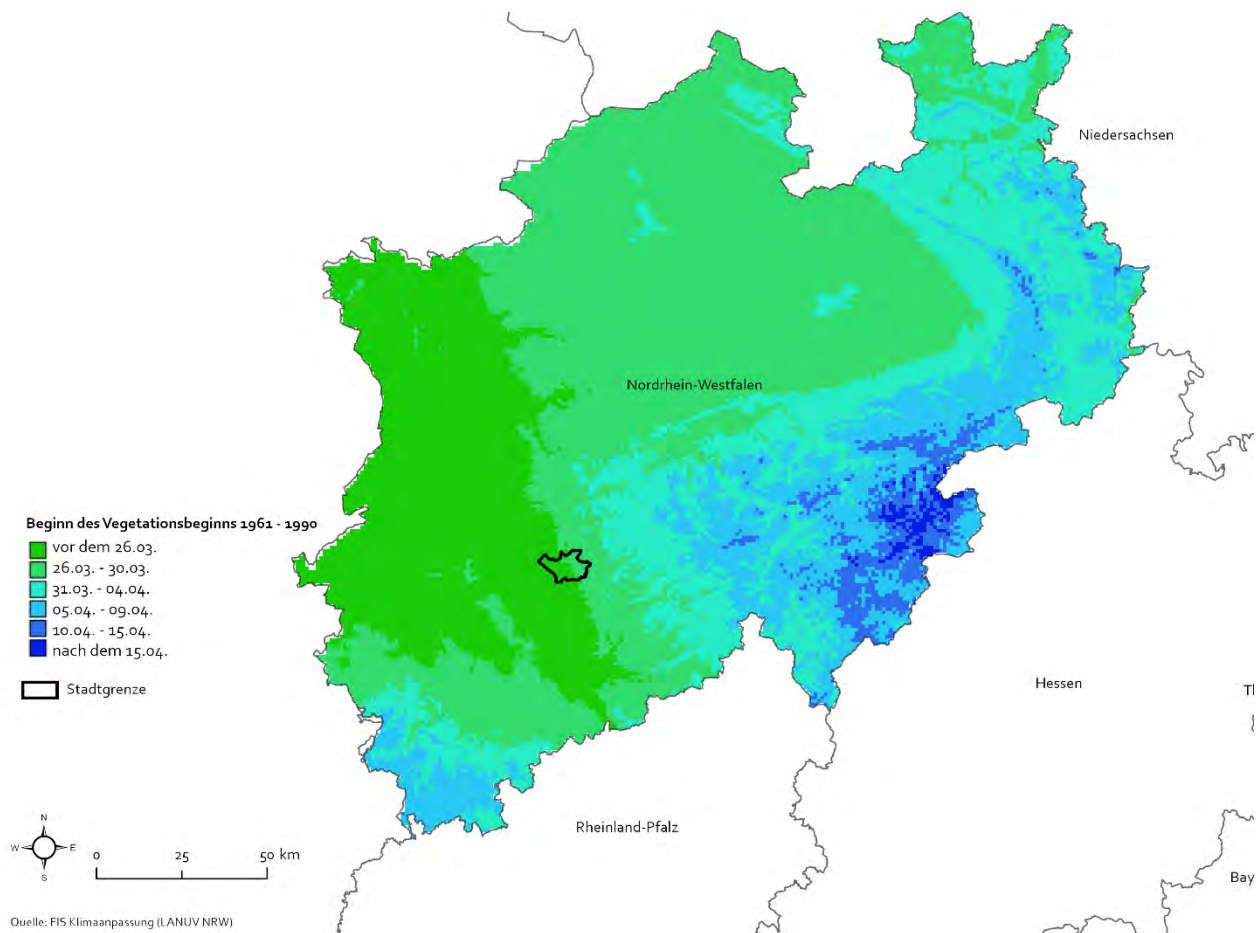 Niedersachsen
Nordrhein-Westfalen
Beginn des Vegetationsbeginns 1961 - 1990
vor dem 26.03.
26.03. - 30.03.
31.03. - 04.04.
05.04. - 09.04.
10.04. - 15.04.
nach dem 15.04.
Stadtgrenze
Hessen
Rheinland-Pfalz
N
W E
S
0 25 50 km
Bay
Quelle: FIS Klimaanpassung (LANUV NRW)